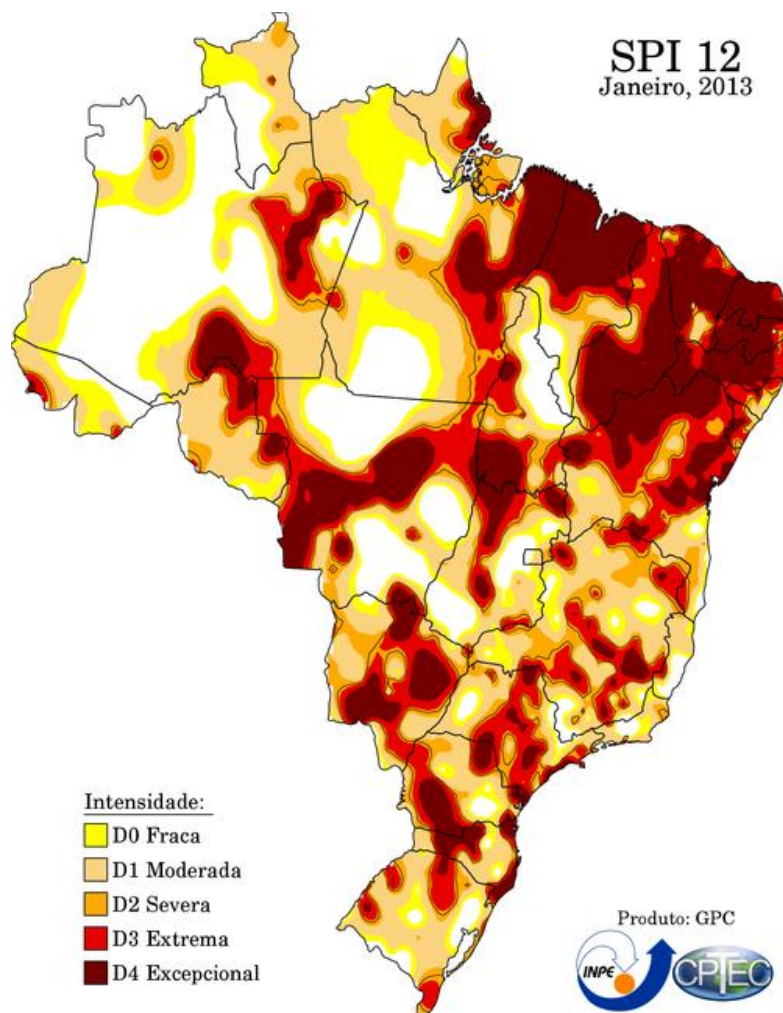 SPI 12
Janeiro, 2013
Intensidade:
D0 Fraca
D1 Moderada
D2 Severa
D3 Extrema
D4 Excepcional
Produto: GPC
INPE
CPTEC